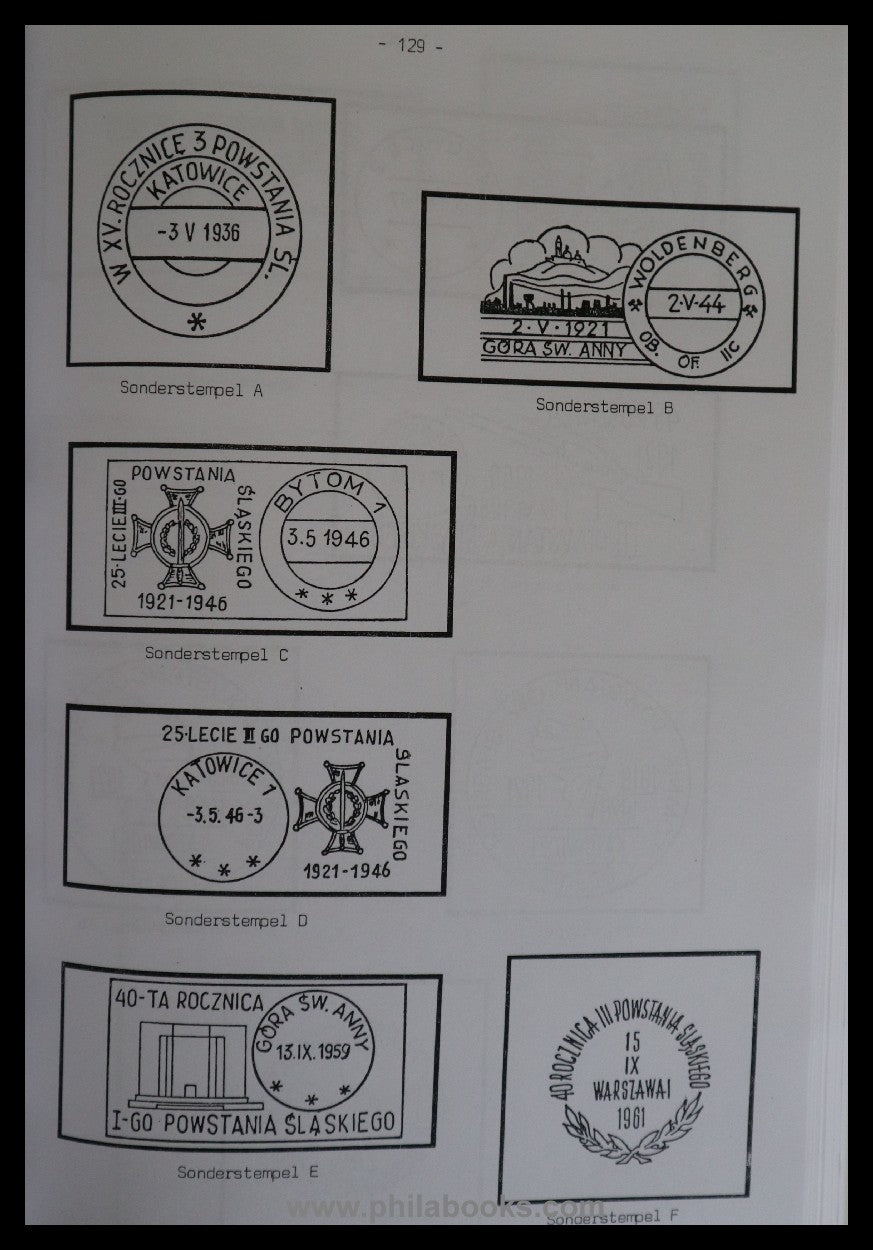 - 129 -
W XV. ROCZNICĘ 3 POWSTANIA ŚL.
KATOWICE
-3 V 1936
*
Sonderstempel A
WOLDENBERG
2·V·44
OB. OF. IIC
2·V·1921
GÓRA ŚW. ANNY
Sonderstempel B
25-LECIE III-GO
POWSTANIA
ŚLĄSKIEGO
1921-1946
BYTOM 1
3.5 1946
* * *
Sonderstempel C
25-LECIE III GO POWSTANIA
ŚLĄSKIEGO
KATOWICE 1
-3.5. 46-3
* * *
1921-1946
Sonderstempel D
40-TA ROCZNICA
GÓRA ŚW. ANNY
13.IX.1959
* * *
I-GO POWSTANIA ŚLĄSKIEGO
Sonderstempel E
40 ROCZNICA III POWSTANIA ŚLĄSKIEGO
15
IX
WARSZAWA 1
1961
Sonderstempel F
www.philabooks.com